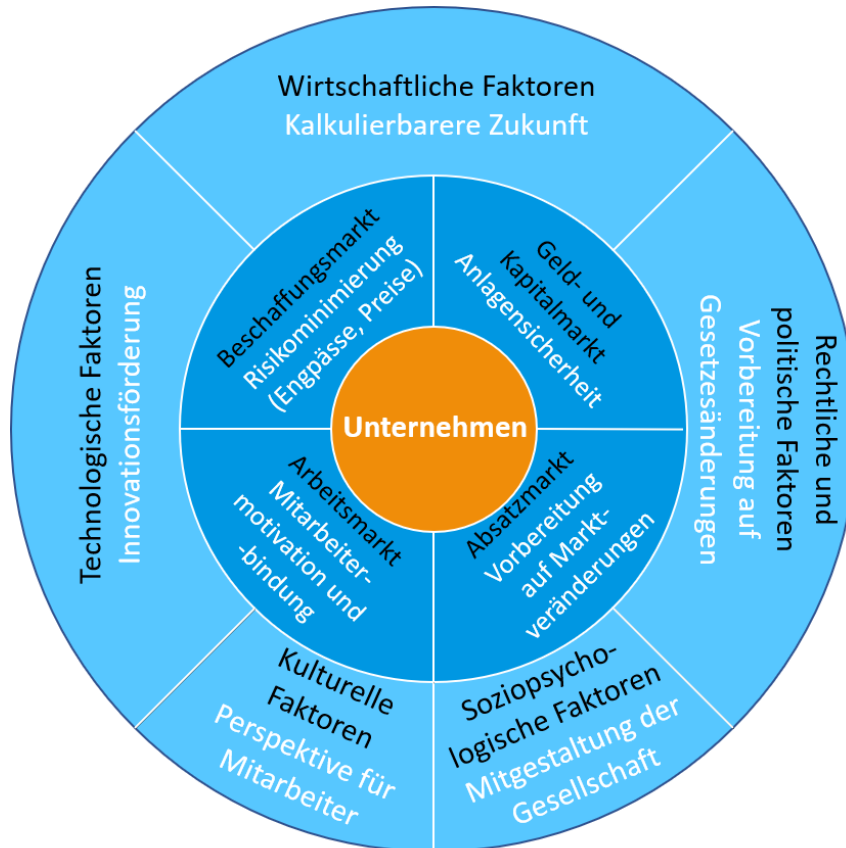 Wirtschaftliche Faktoren
Kalkulierbarere Zukunft
Technologische Faktoren
Innovationsförderung
Beschaffungsmarkt
Risikominimierung
(Engpässe, Preise)
Geld- und
Kapitalmarkt
Anlagensicherheit
Rechtliche und
politische Faktoren
Vorbereitung auf
Gesetzesänderungen
Unternehmen
Arbeitsmarkt
Mitarbeiter-
motivation und
-bindung
Absatzmarkt
Vorbereitung
auf Markt-
veränderungen
Kulturelle
Faktoren
Perspektive für
Mitarbeiter
Soziopsycho-
logische Faktoren
Mitgestaltung der
Gesellschaft